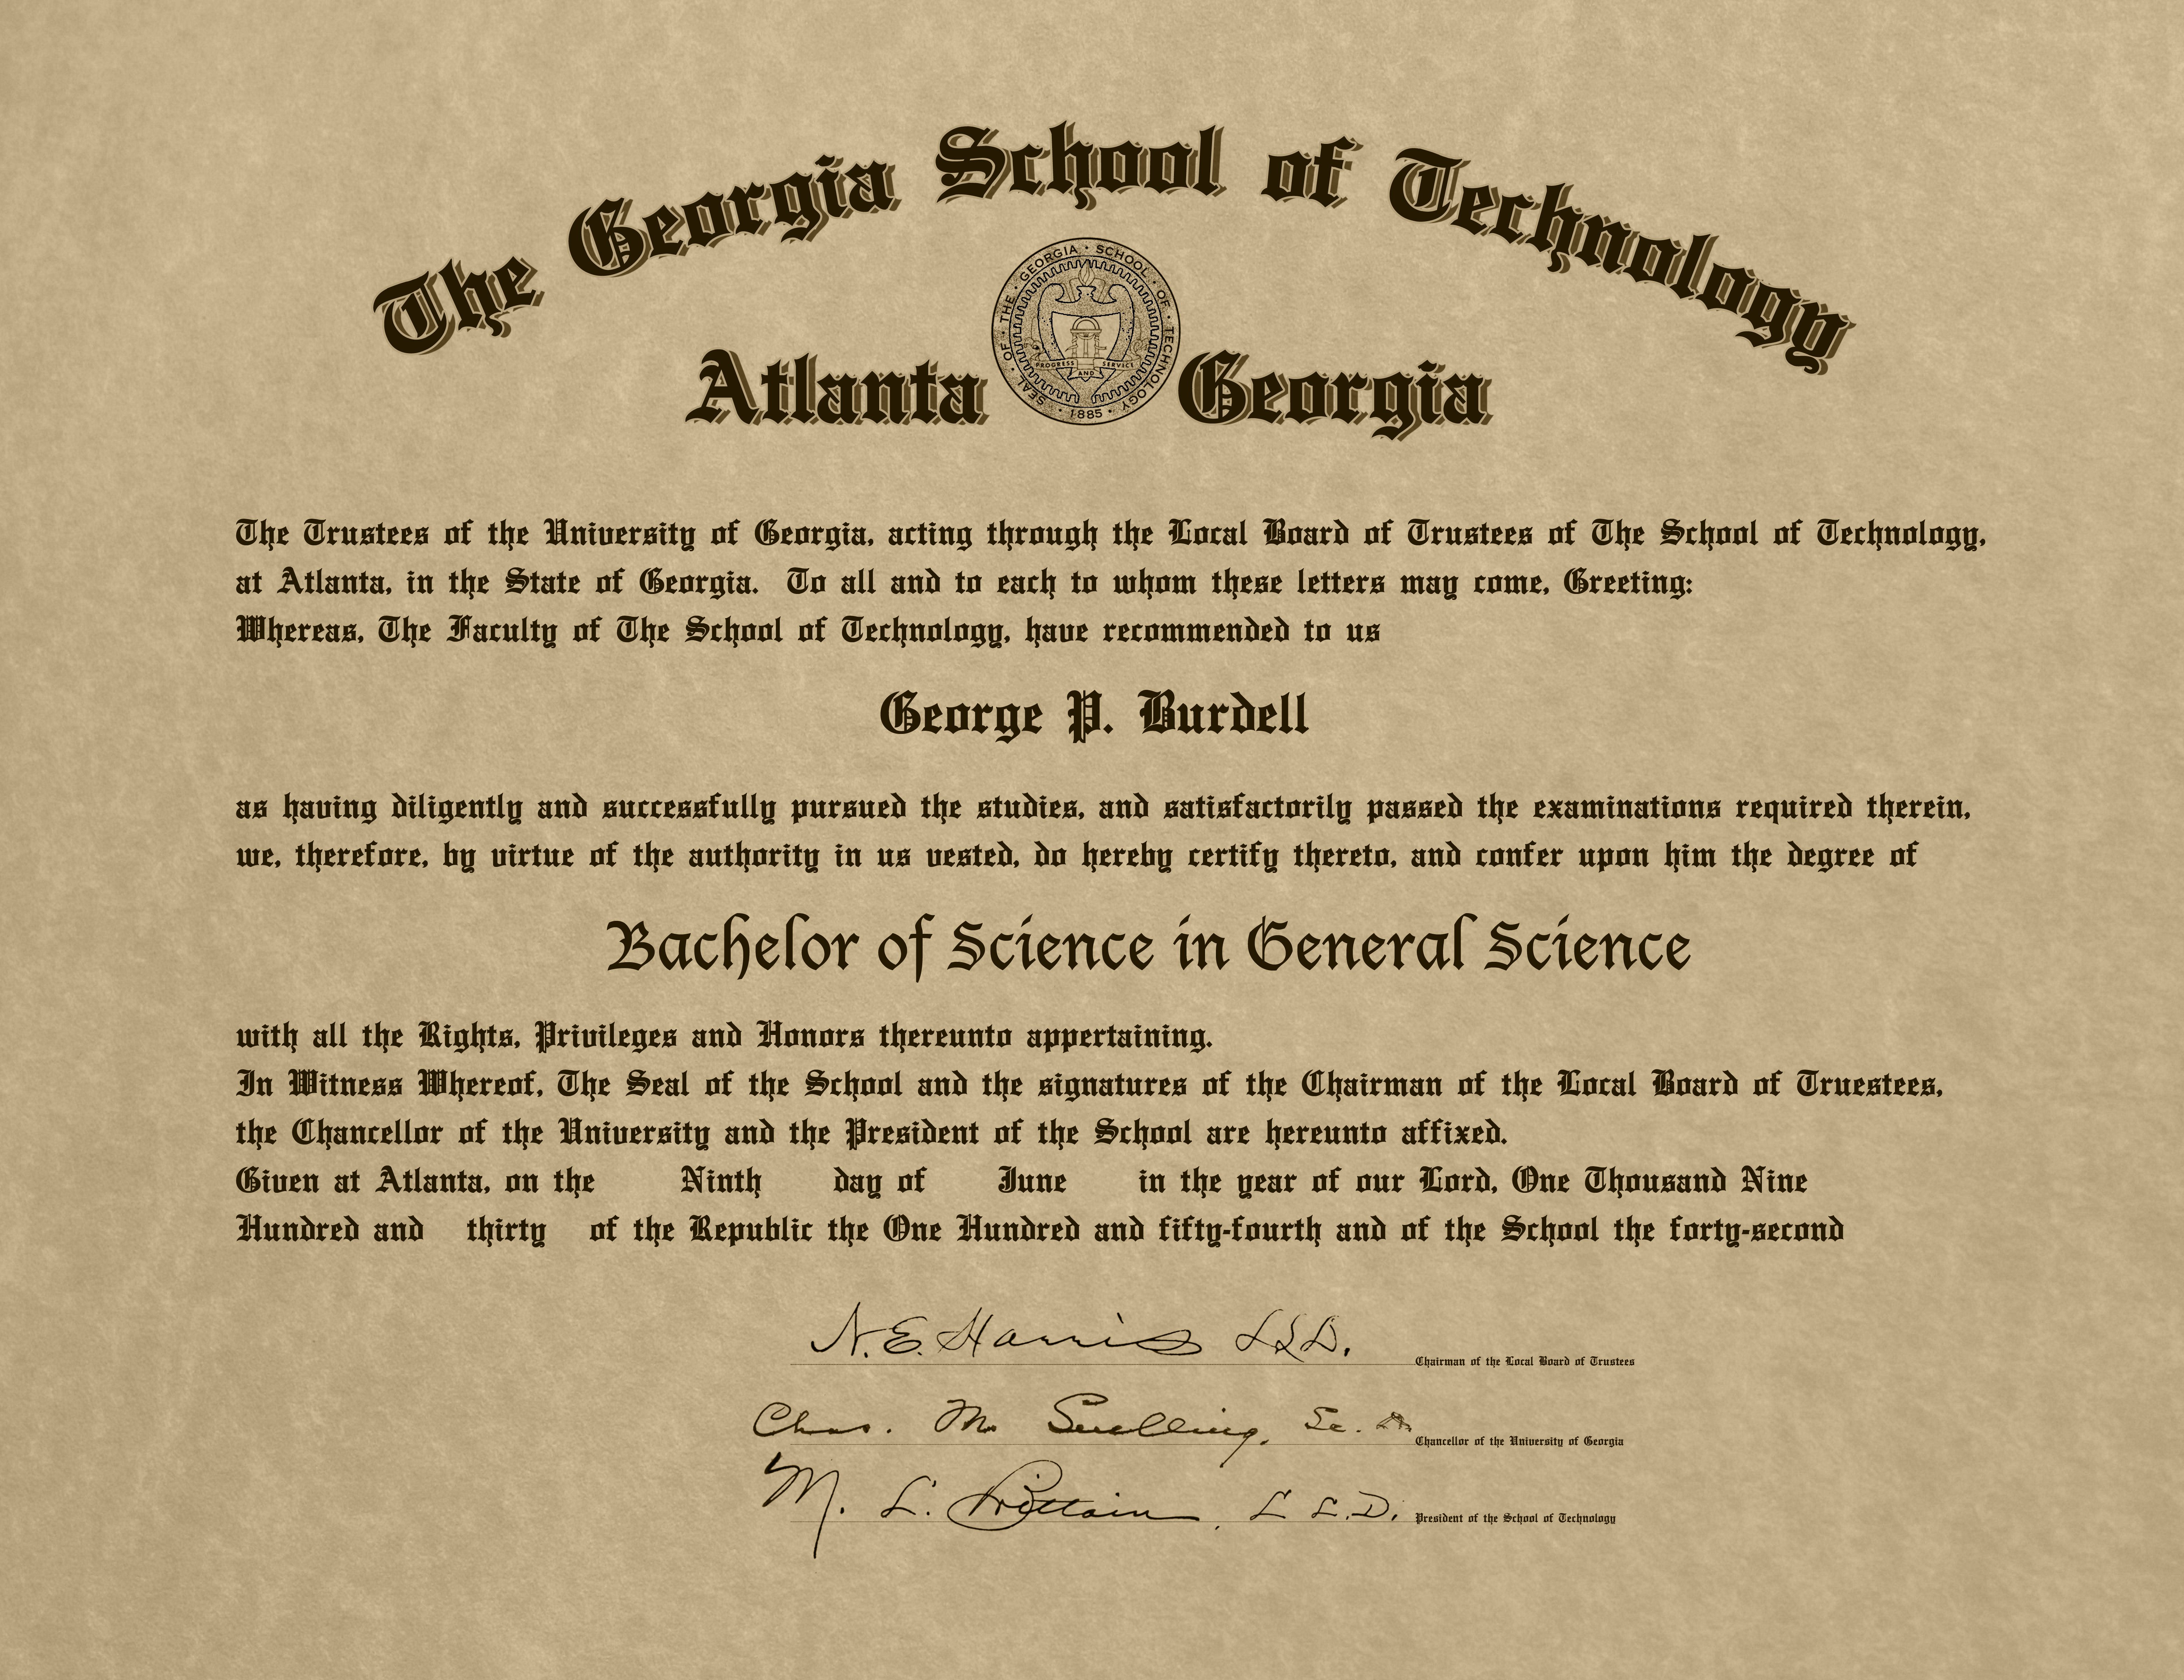 The Georgia School of Technology
SEAL · OF · THE · GEORGIA · SCHOOL · OF · TECHNOLOGY
PROGRESS AND SERVICE
· 1885 ·
Atlanta Georgia
The Trustees of the University of Georgia, acting through the Local Board of Trustees of The School of Technology,
at Atlanta, in the State of Georgia. To all and to each to whom these letters may come, Greeting:
Whereas, The Faculty of The School of Technology, have recommended to us
George P. Burdell
as having diligently and successfully pursued the studies, and satisfactorily passed the examinations required therein,
we, therefore, by virtue of the authority in us vested, do hereby certify thereto, and confer upon him the degree of
Bachelor of Science in General Science
with all the Rights, Privileges and Honors thereunto appertaining.
In Witness Whereof, The Seal of the School and the signatures of the Chairman of the Local Board of Truestees,
the Chancellor of the University and the President of the School are hereunto affixed.
Given at Atlanta, on the Ninth day of June in the year of our Lord, One Thousand Nine
Hundred and thirty of the Republic the One Hundred and fifty-fourth and of the School the forty-second
N. E. Harris LLD. Chairman of the Local Board of Trustees
Chas. M. Snelling, Sc. D. Chancellor of the University of Georgia
M. L. Brittain, L L.D. President of the School of Technology